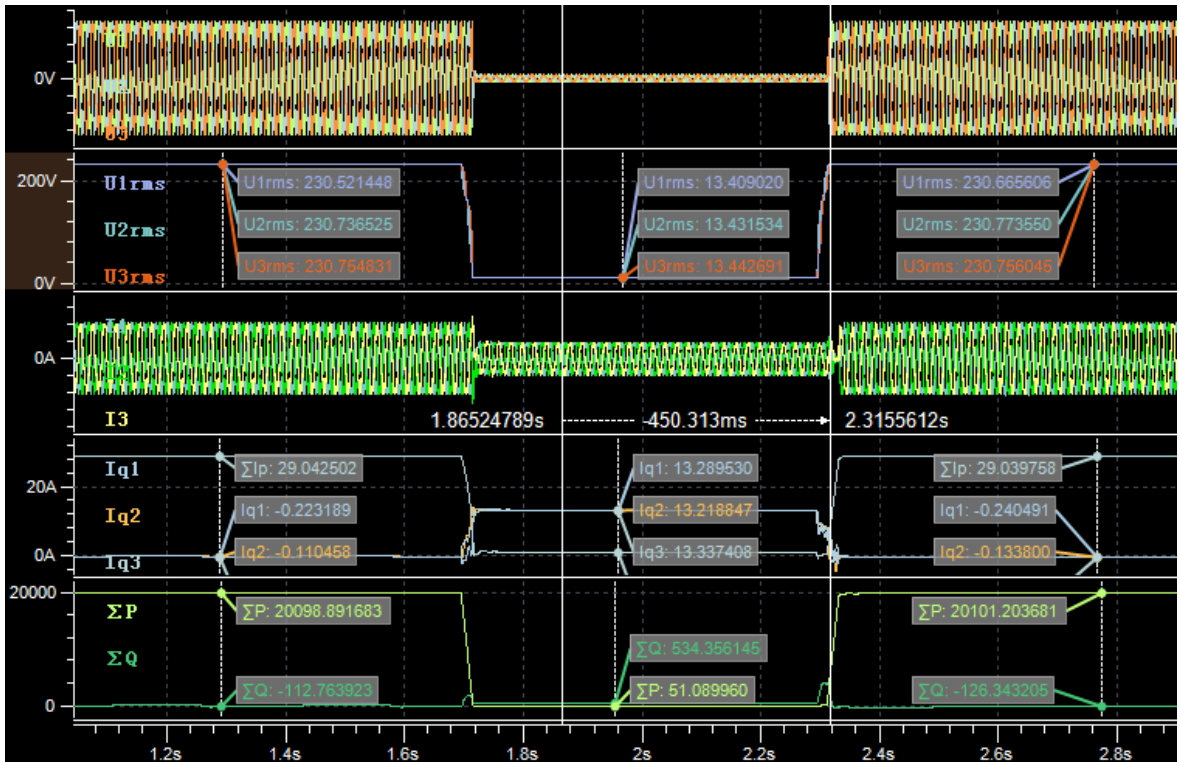 U1
0V
U3
200V
U1rms
U1rms: 230.521448
U1rms: 13.409020
U1rms: 230.665606
U2rms
U2rms: 230.736525
U2rms: 13.431534
U2rms: 230.773550
U3rms
U3rms: 230.754831
U3rms: 13.442691
U3rms: 230.756045
0V
0A
I3
1.86524789s
-450.313ms
2.3155612s
Iq1
∑Ip: 29.042502
Iq1: 13.289530
∑Ip: 29.039758
20A
Iq2
Iq1: -0.223189
Iq2: 13.218847
Iq1: -0.240491
0A
Iq3
Iq2: -0.110458
Iq3: 13.337408
Iq2: -0.133800
20000
∑P
∑P: 20098.891683
∑P: 20101.203681
∑Q
∑Q: 534.356145
∑Q: -112.763923
∑P: 51.089960
∑Q: -126.343205
0
1.2s
1.4s
1.6s
1.8s
2s
2.2s
2.4s
2.6s
2.8s